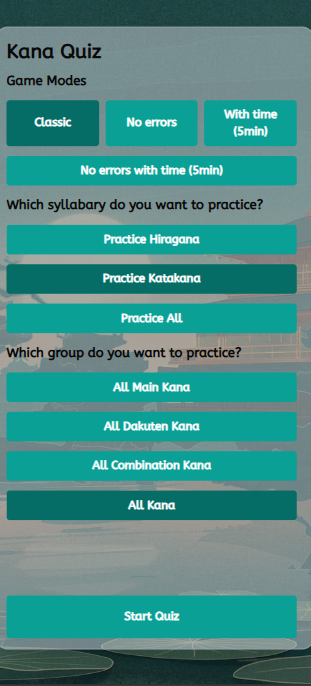 Kana Quiz
Game Modes
Classic
No errors
With time
(5min)
No errors with time (5min)
Which syllabary do you want to practice?
Practice Hiragana
Practice Katakana
Practice All
Which group do you want to practice?
All Main Kana
All Dakuten Kana
All Combination Kana
All Kana
Start Quiz